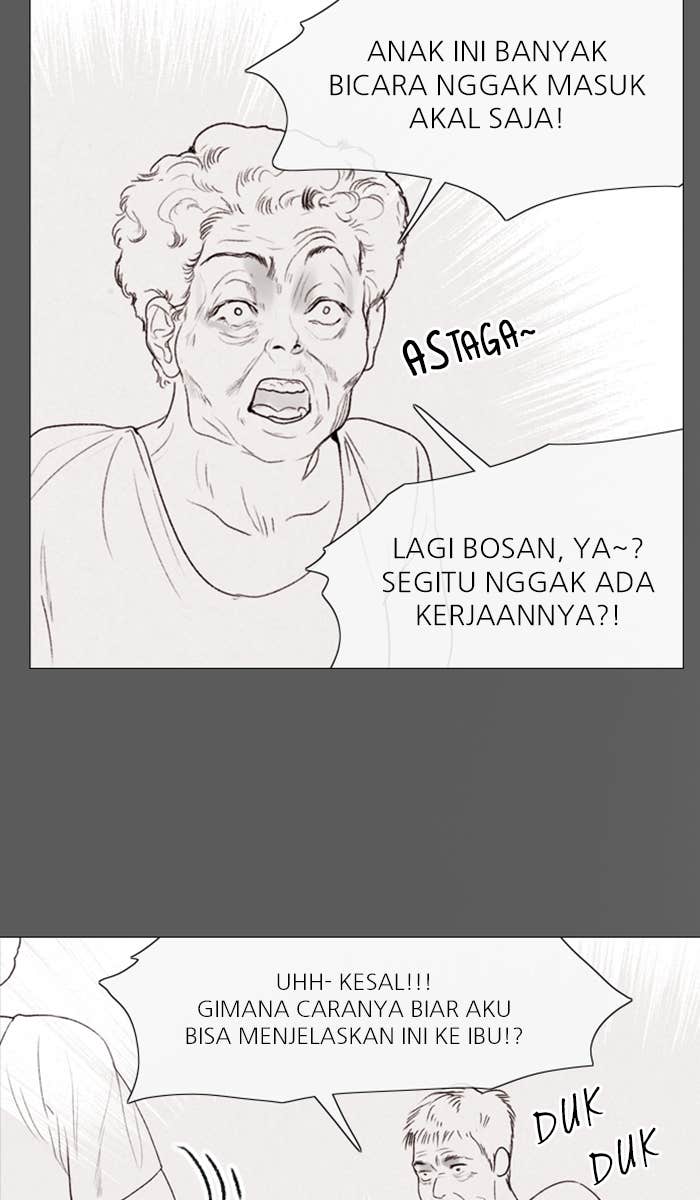 ANAK INI BANYAK
BICARA NGGAK MASUK
AKAL SAJA!
ASTAGA~
LAGI BOSAN, YA~?
SEGITU NGGAK ADA
KERJAANNYA?!
UHH- KESAL!!!
GIMANA CARANYA BIAR AKU
BISA MENJELASKAN INI KE IBU!?
DUK
DUK